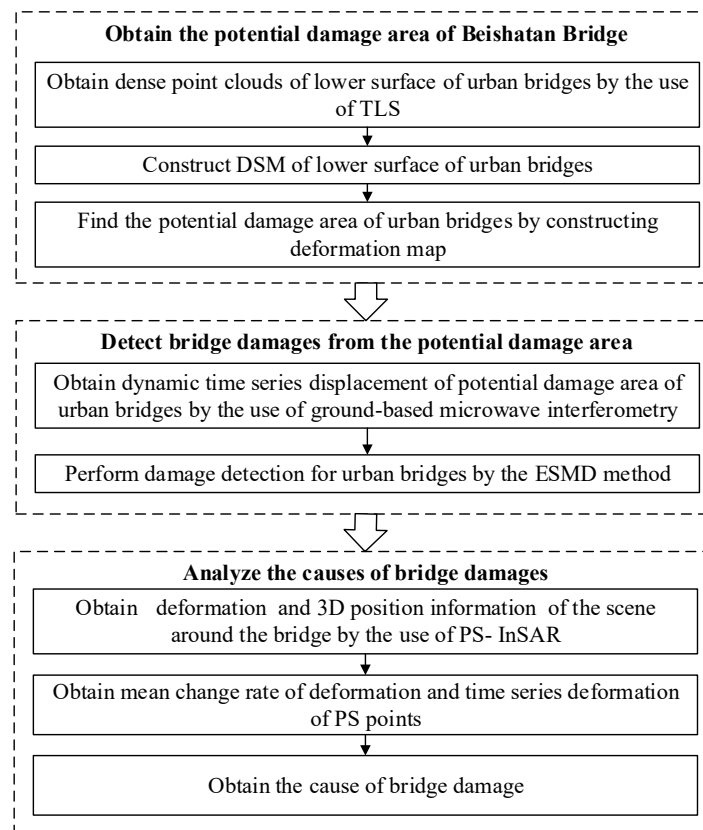 Obtain the potential damage area of Beishatan Bridge
Obtain dense point clouds of lower surface of urban bridges by the use
of TLS
Construct DSM of lower surface of urban bridges
Find the potential damage area of urban bridges by constructing
deformation map
Detect bridge damages from the potential damage area
Obtain dynamic time series displacement of potential damage area of
urban bridges by the use of ground-based microwave interferometry
Perform damage detection for urban bridges by the ESMD method
Analyze the causes of bridge damages
Obtain deformation and 3D position information of the scene
around the bridge by the use of PS- InSAR
Obtain mean change rate of deformation and time series deformation
of PS points
Obtain the cause of bridge damage